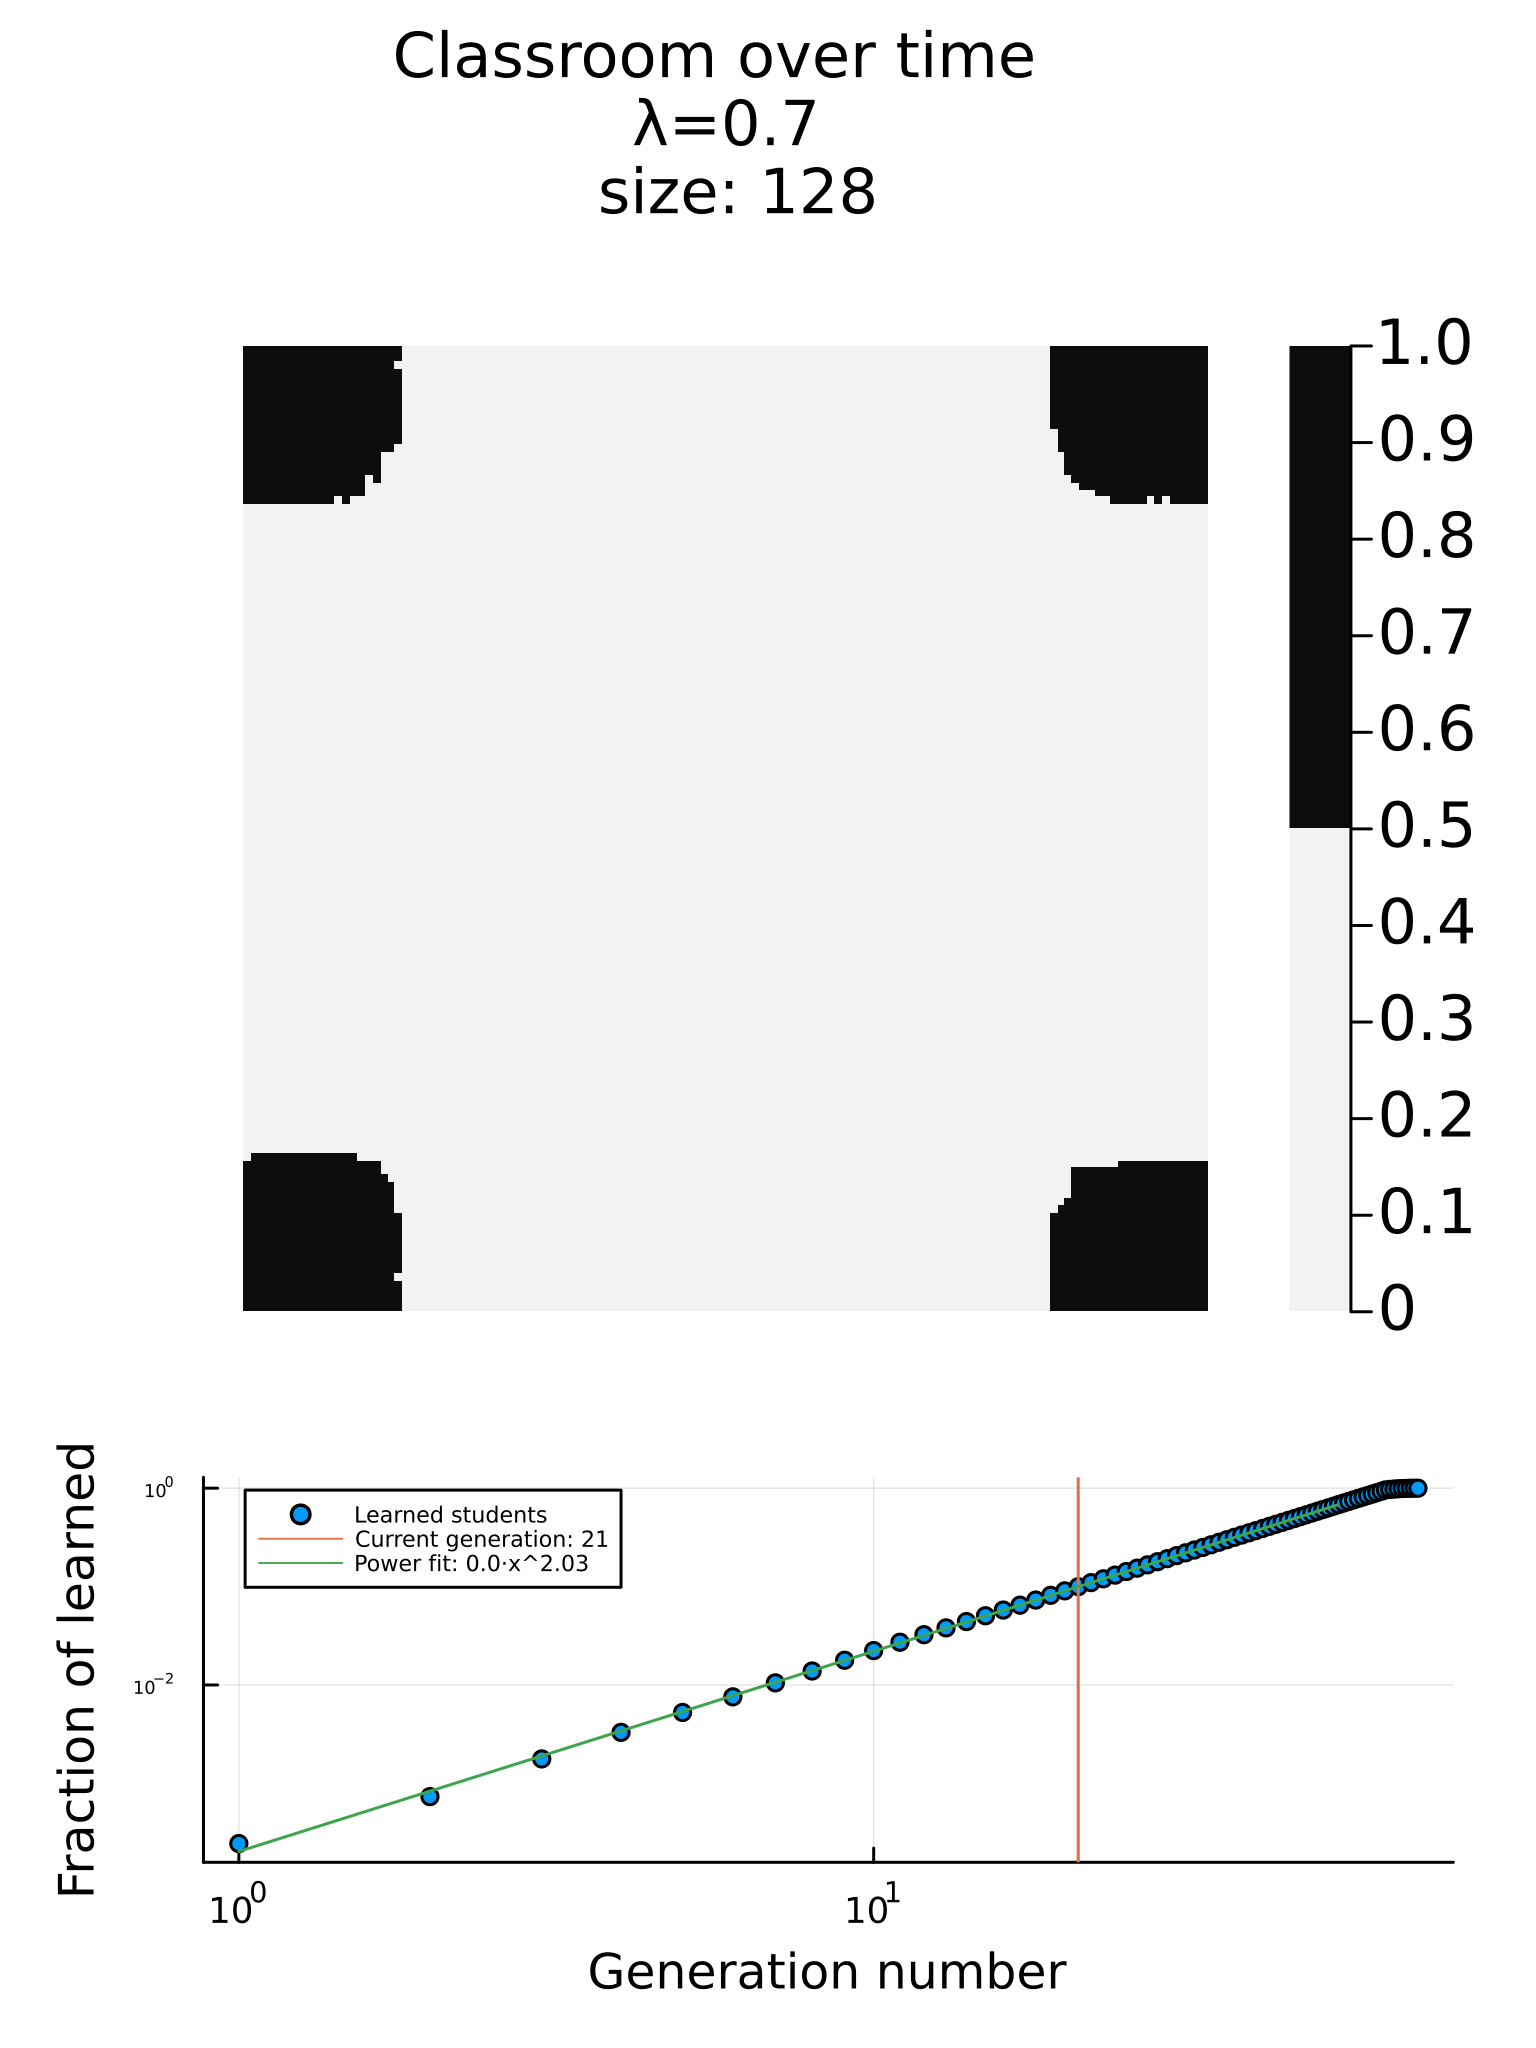 Classroom over time
λ=0.7
size: 128
1.0
0.9
0.8
0.7
0.6
0.5
0.4
0.3
0.2
0.1
0
Fraction of learned
10^0
10^−2
Learned students
Current generation: 21
Power fit: 0.0·x^2.03
10^0
10^1
Generation number